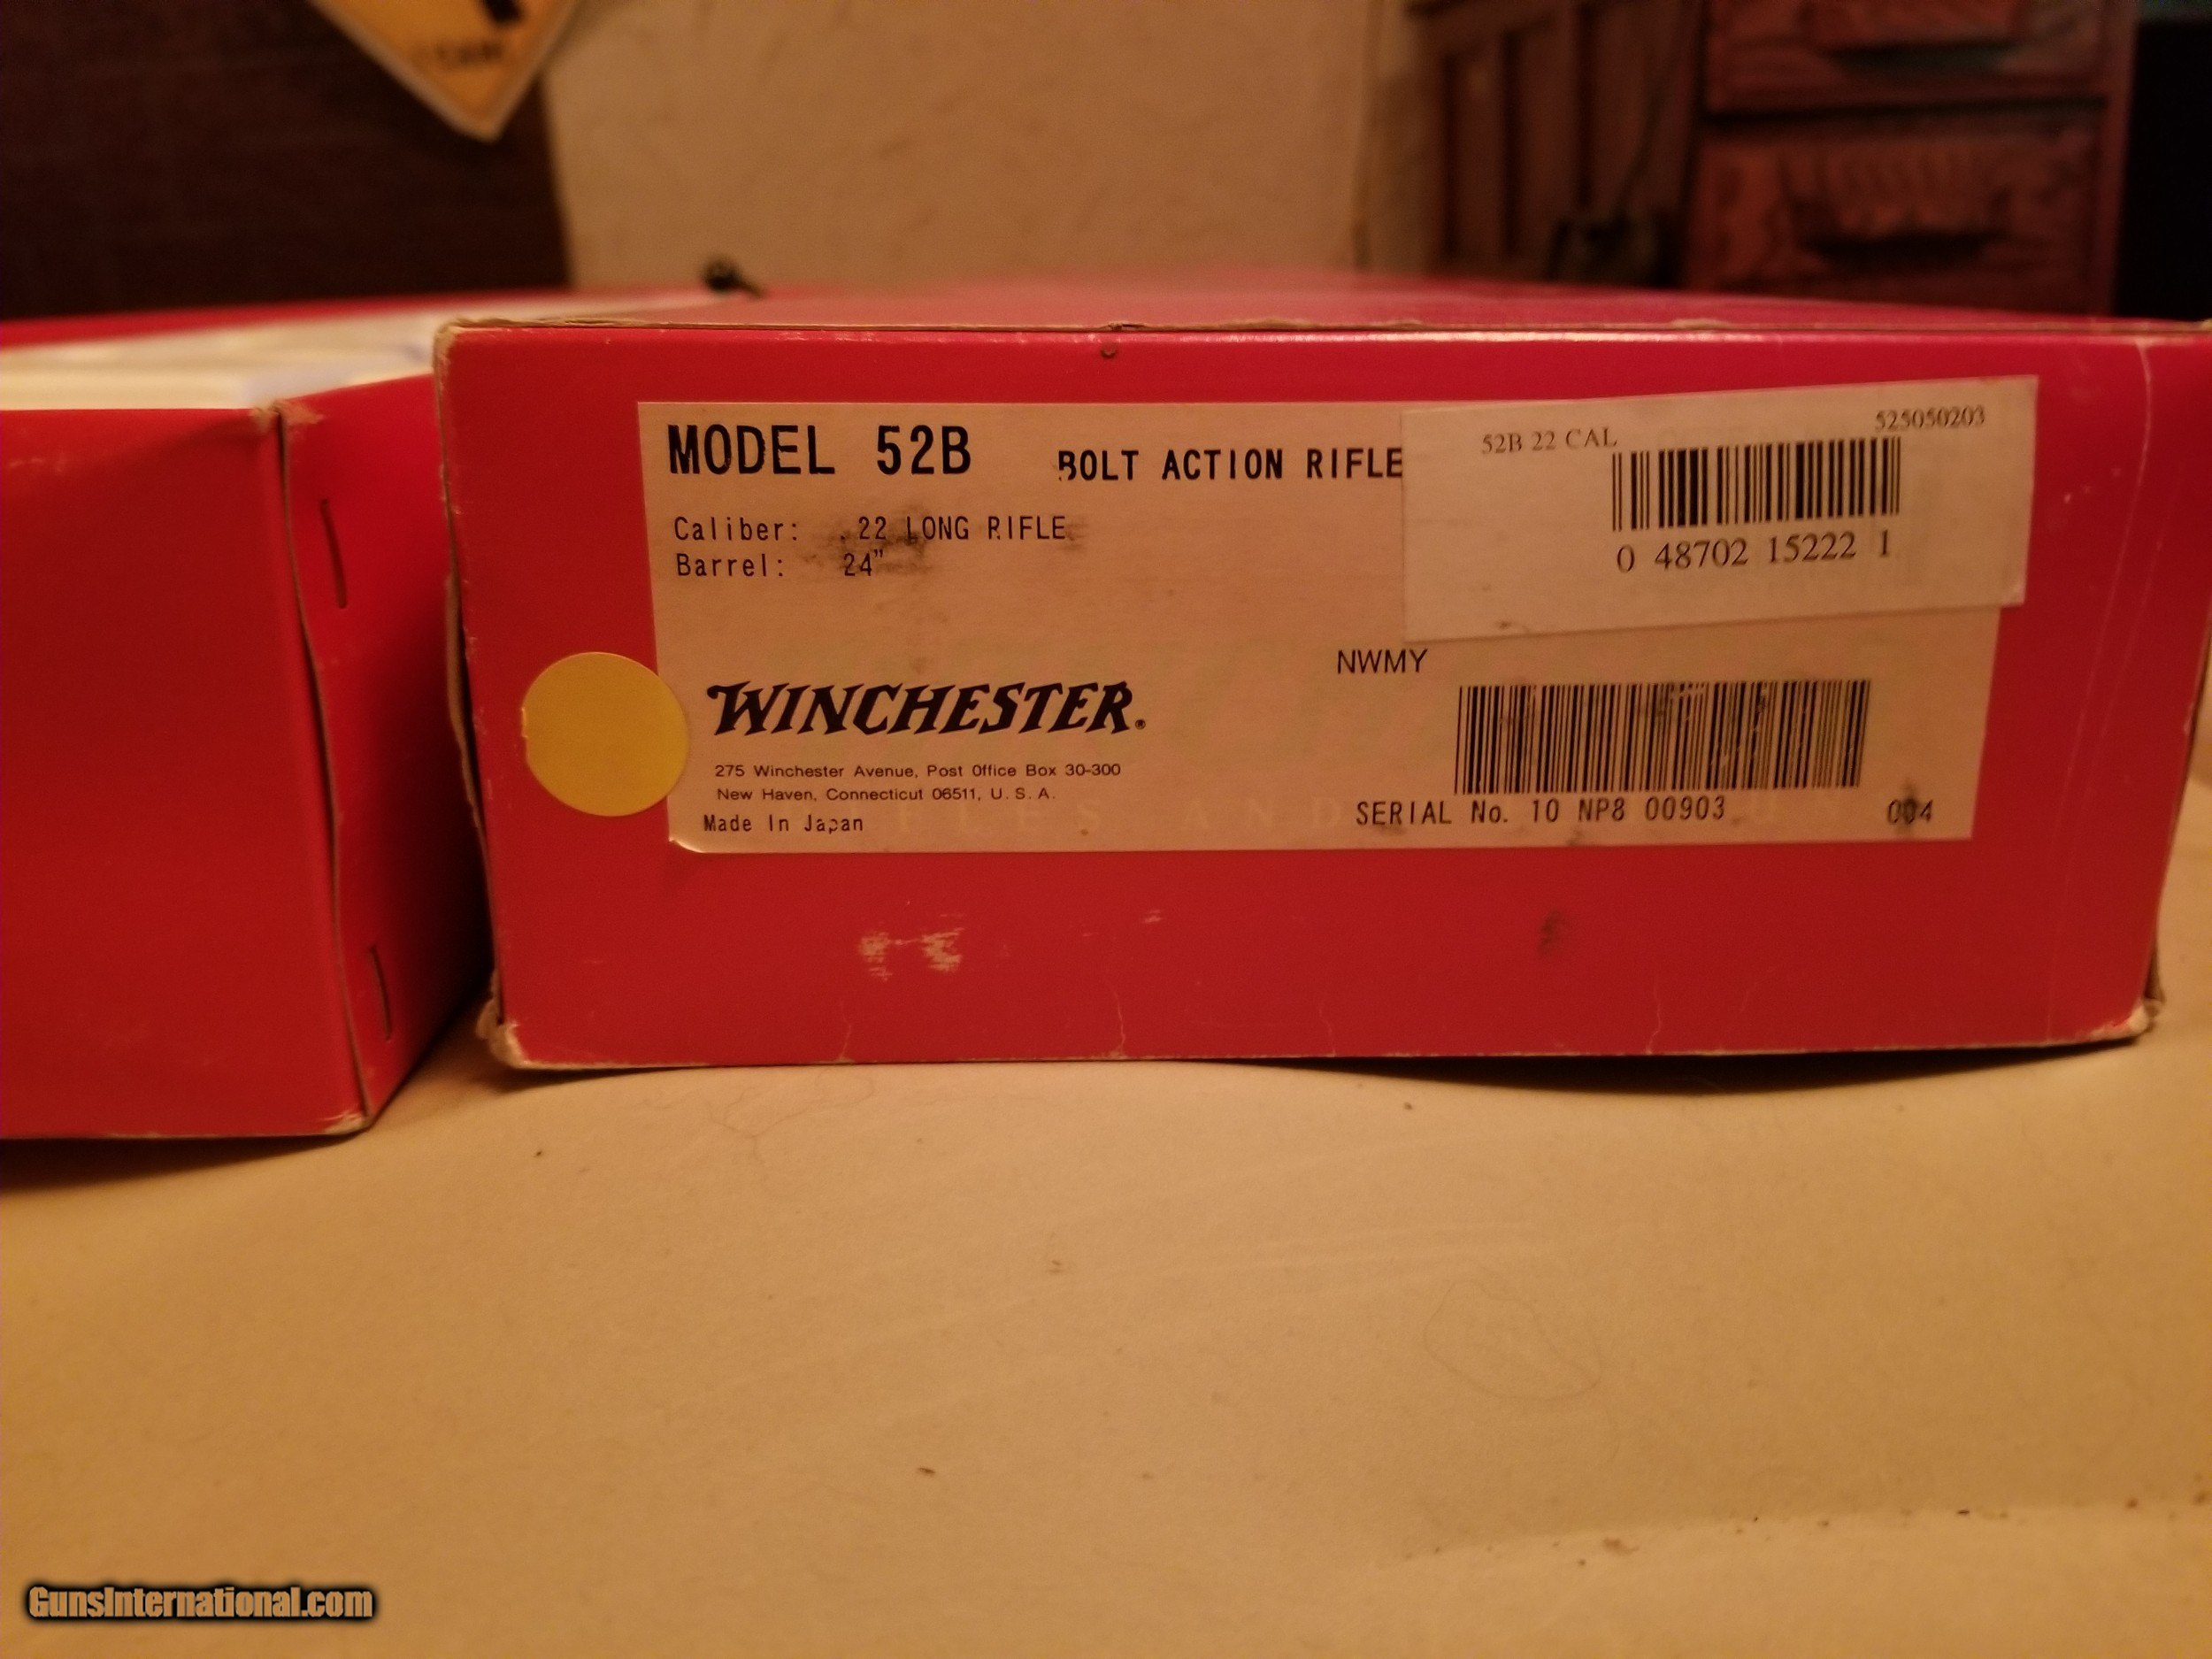 MODEL 52B BOLT ACTION RIFLE
Caliber: .22 LONG RIFLE
Barrel: 24"
52B 22 CAL
525050203
0 48702 15222 1
NWMY
WINCHESTER®
275 Winchester Avenue, Post Office Box 30-300
New Haven, Connecticut 06511, U.S.A.
Made In Japan
SERIAL No. 10 NP8 00903 004
GunsInternational.com